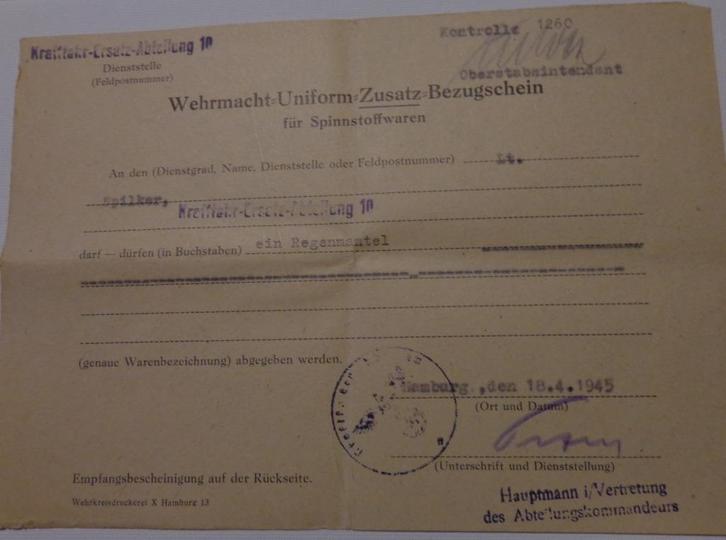 Kraftfahr-Ersatz-Abteilung 10
Dienststelle
(Feldpostnummer)
Kontrolle 1260
Oberstabsintendant
Wehrmacht-Uniform-Zusatz-Bezugschein
für Spinnstoffwaren
An den (Dienstgrad, Name, Dienststelle oder Feldpostnummer) Lt.
Spilker, Kraftfahr-Ersatz-Abteilung 10
darf — dürfen (in Buchstaben) ein Regenmantel
(genaue Warenbezeichnung) abgegeben werden.
Hamburg, den 18.4.1945
(Ort und Datum)
(Unterschrift und Dienststellung)
Empfangsbescheinigung auf der Rückseite.
Wehrkreisdruckerei X Hamburg 13
Hauptmann i/Vertretung
des Abteilungskommandeurs